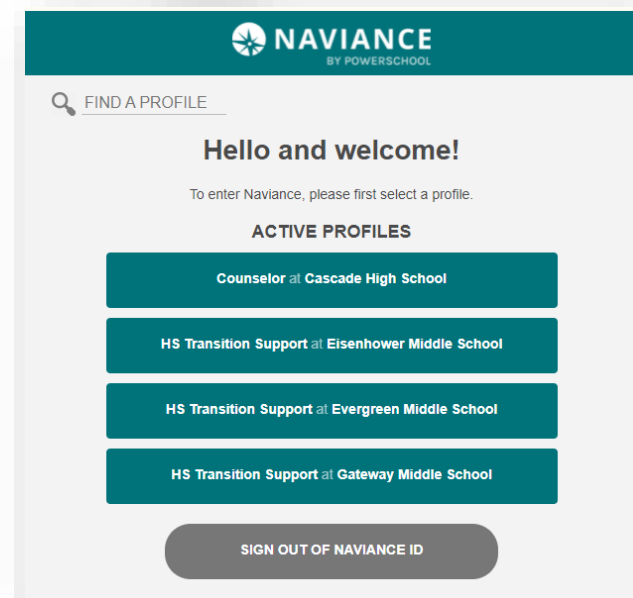 NAVIANCE
BY POWERSCHOOL
FIND A PROFILE
Hello and welcome!
To enter Naviance, please first select a profile.
ACTIVE PROFILES
Counselor at Cascade High School
HS Transition Support at Eisenhower Middle School
HS Transition Support at Evergreen Middle School
HS Transition Support at Gateway Middle School
SIGN OUT OF NAVIANCE ID